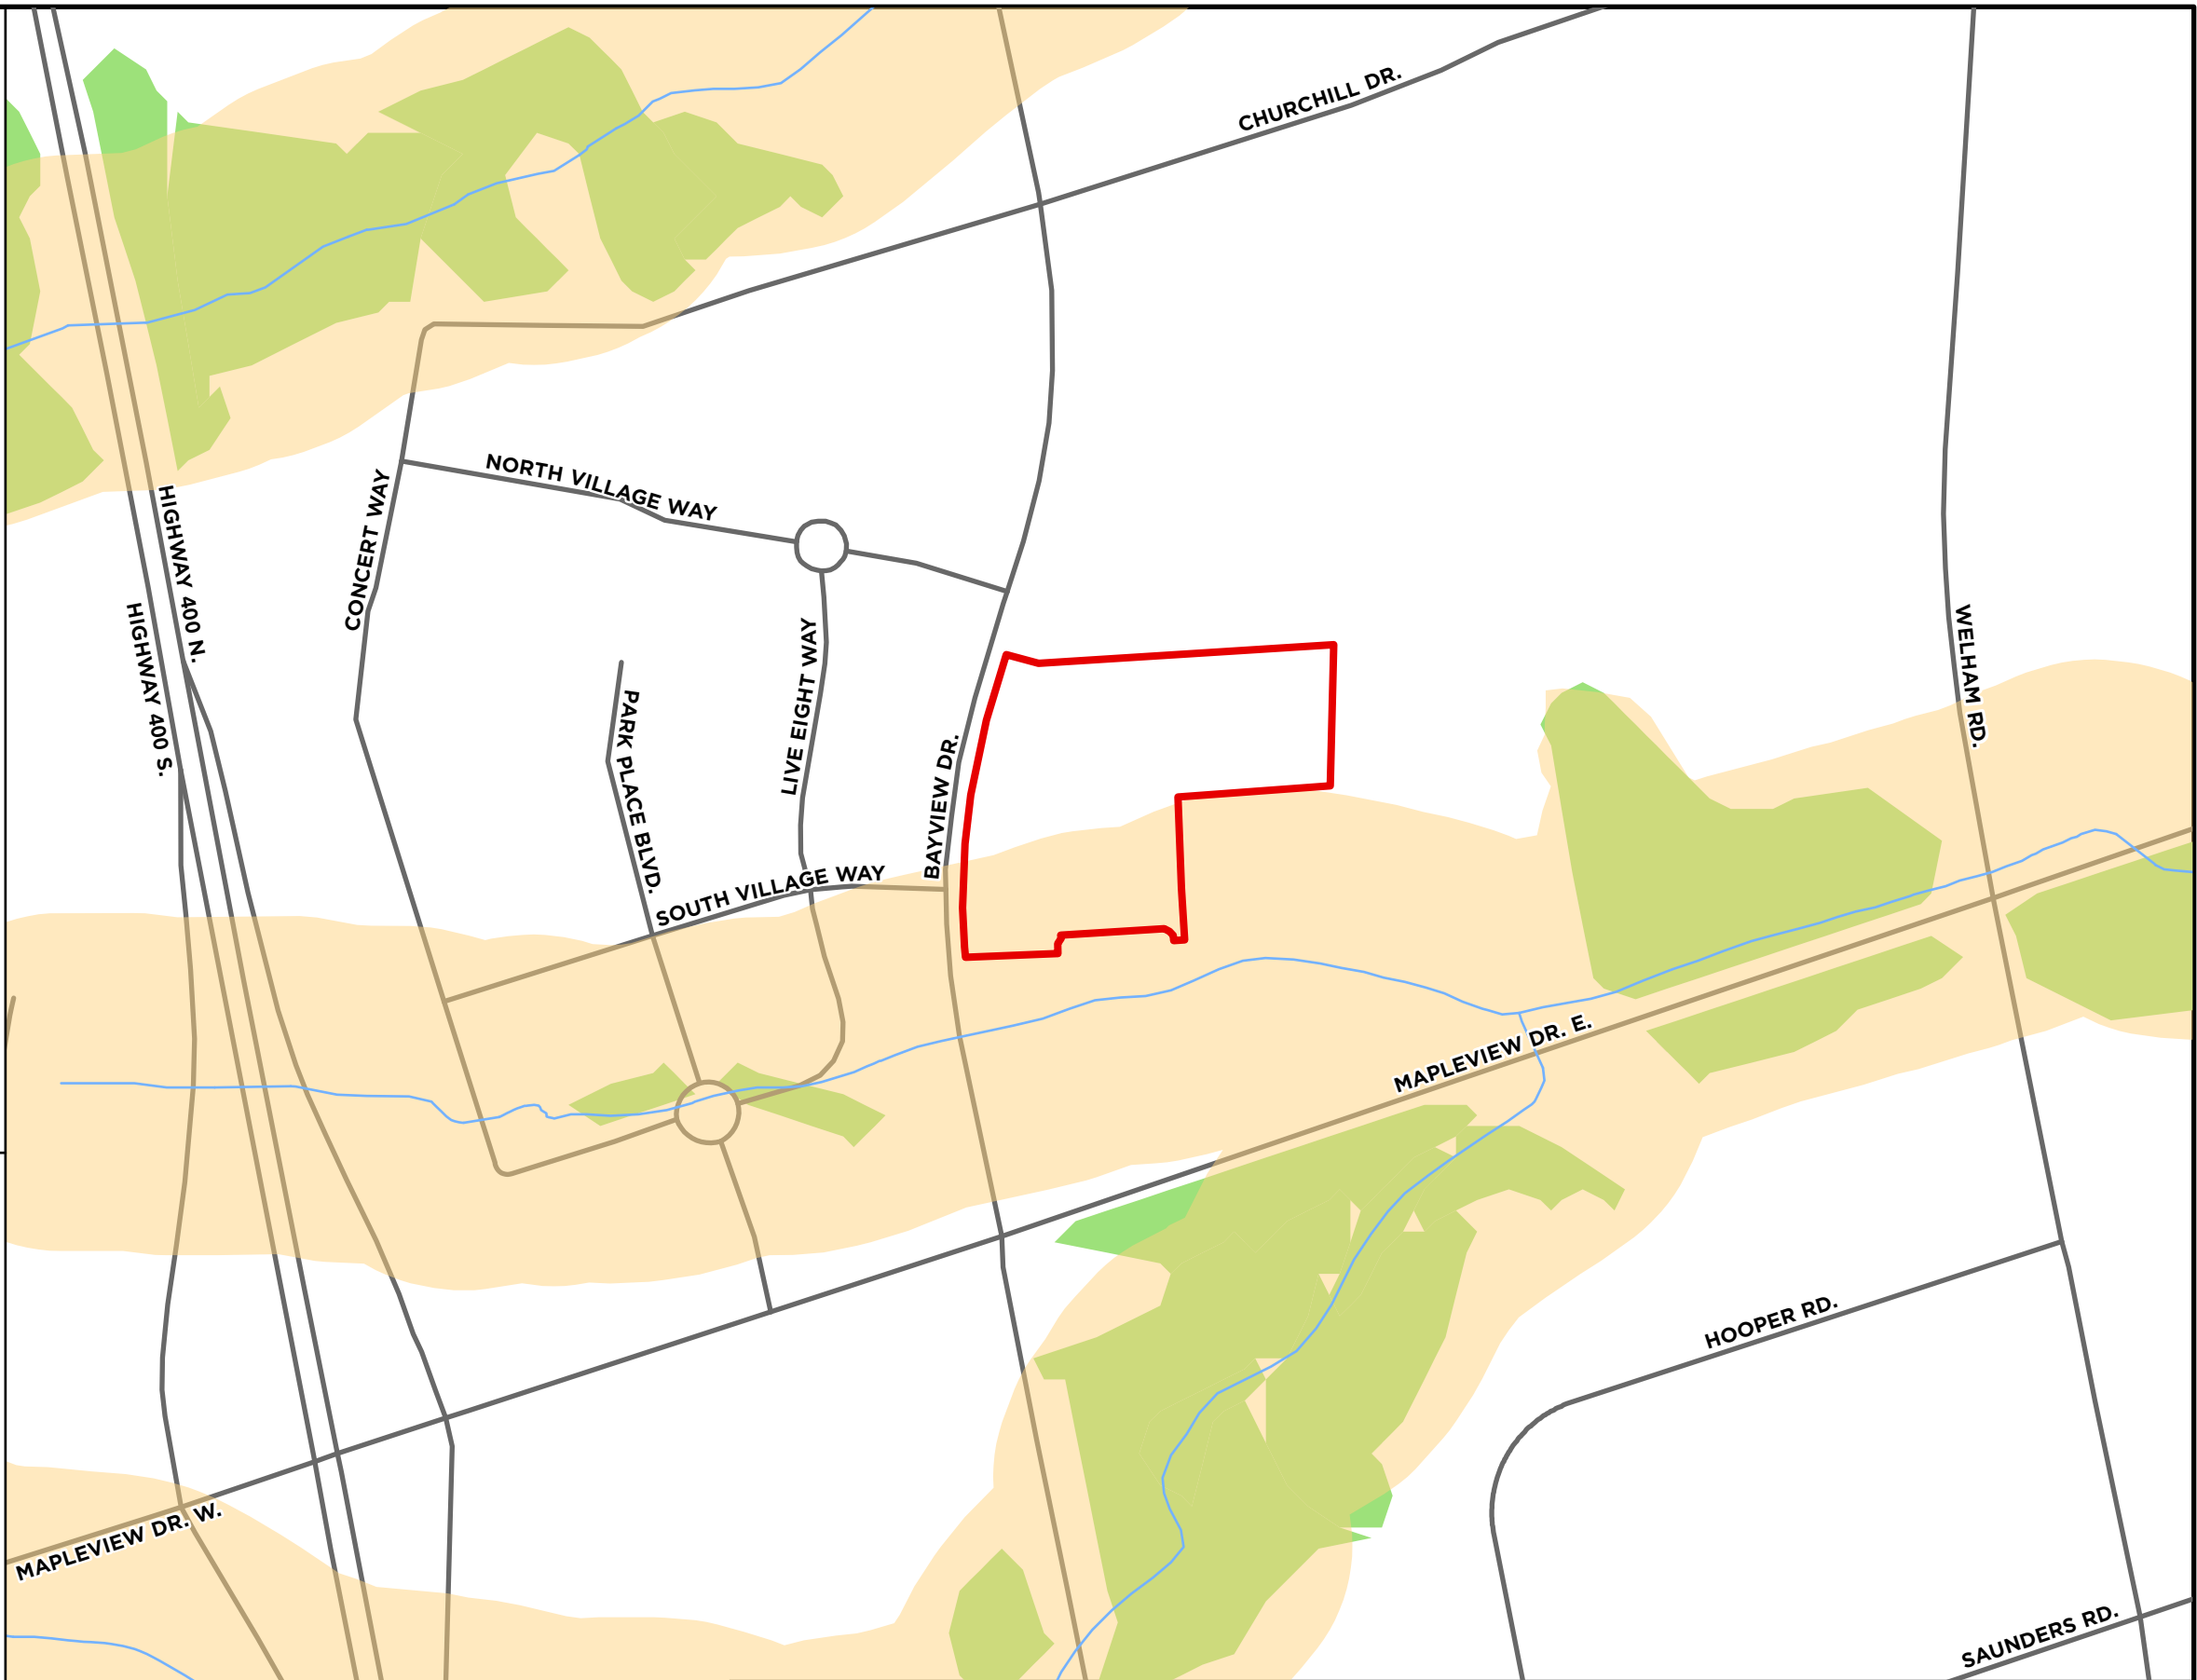 CHURCHILL DR.
NORTH VILLAGE WAY
CONCERT WAY
HIGHWAY 400 N.
HIGHWAY 400 S.
LIVE EIGHT WAY
PARK PLACE BLVD.
WELHAM RD.
BAYVIEW DR.
SOUTH VILLAGE WAY
MAPLEVIEW DR. E.
HOOPER RD.
MAPLEVIEW DR. W.
SAUNDERS RD.